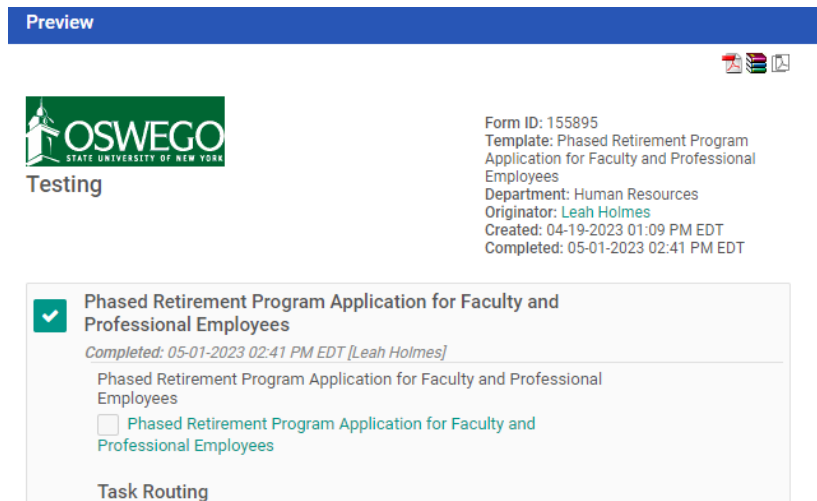 Preview
OSWEGO
STATE UNIVERSITY OF NEW YORK
Testing
Form ID: 155895
Template: Phased Retirement Program
Application for Faculty and Professional
Employees
Department: Human Resources
Originator: Leah Holmes
Created: 04-19-2023 01:09 PM EDT
Completed: 05-01-2023 02:41 PM EDT
Phased Retirement Program Application for Faculty and
Professional Employees
Completed: 05-01-2023 02:41 PM EDT [Leah Holmes]
Phased Retirement Program Application for Faculty and Professional
Employees
Phased Retirement Program Application for Faculty and
Professional Employees
Task Routing